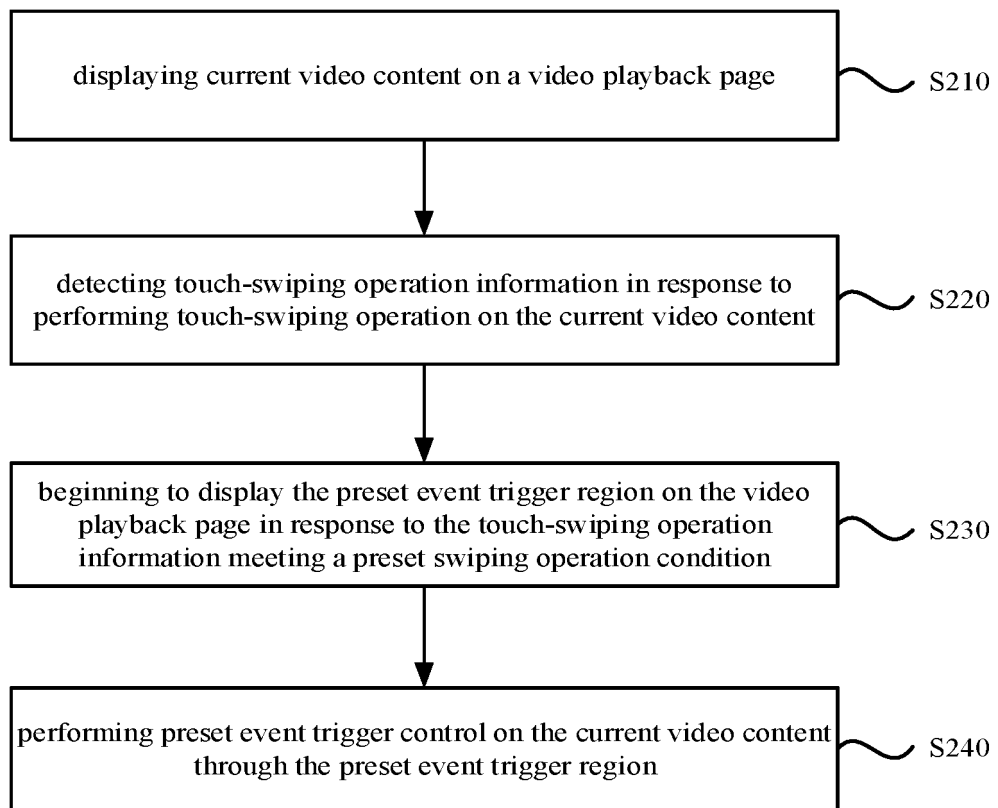 displaying current video content on a video playback page
S210
detecting touch-swiping operation information in response to
performing touch-swiping operation on the current video content
S220
beginning to display the preset event trigger region on the video
playback page in response to the touch-swiping operation
information meeting a preset swiping operation condition
S230
performing preset event trigger control on the current video content
through the preset event trigger region
S240